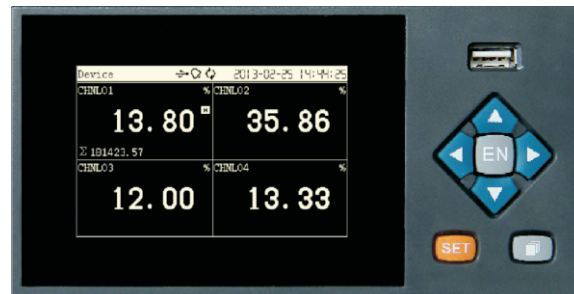 Device 2013-02-25 14:44:25
CHNL01 % CHNL02 %
13.80 35.86
Σ 181423.57
CHNL03 % CHNL04 %
12.00 13.33
EN
SET